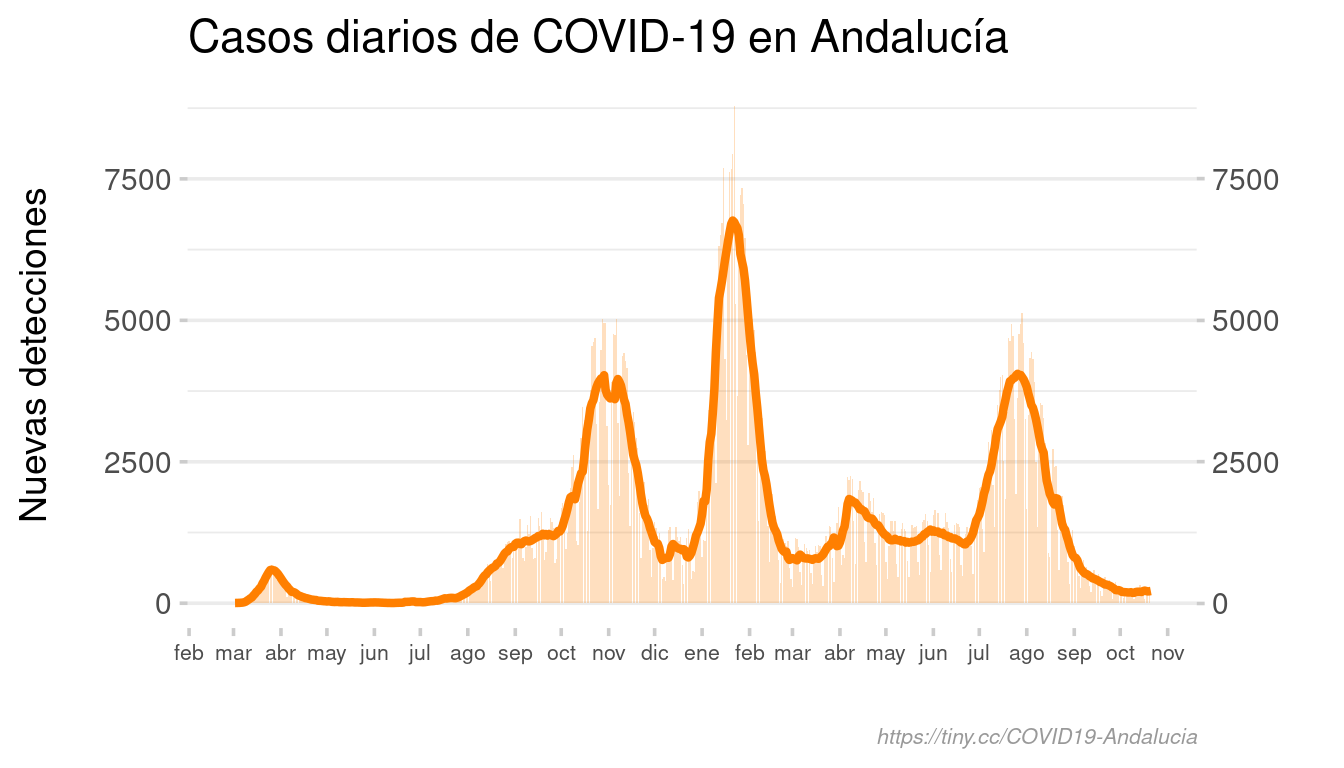 Casos diarios de COVID-19 en Andalucía
Nuevas detecciones
7500 7500
5000 5000
2500 2500
0 0
feb mar abr may jun jul ago sep oct nov dic ene feb mar abr may jun jul ago sep oct nov
https://tiny.cc/COVID19-Andalucia